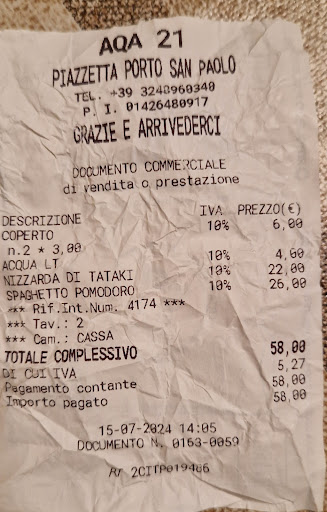 AQA 21
PIAZZETTA PORTO SAN PAOLO
TEL. +39 3248960340
P. I. 01426480917
GRAZIE E ARRIVEDERCI
DOCUMENTO COMMERCIALE
di vendita o prestazione
DESCRIZIONE IVA PREZZO(€)
COPERTO 10% 6,00
n.2 * 3,00
ACQUA LT 10% 4,00
NIZZARDA DI TATAKI 10% 22,00
SPAGHETTO POMODORO 10% 26,00
*** Rif.Int.Num. 4174 ***
*** Tav.: 2
*** Cam.: CASSA
TOTALE COMPLESSIVO 58,00
DI CUI IVA 5,27
Pagamento contante 58,00
Importo pagato 58,00
15-07-2024 14:05
DOCUMENTO N. 0163-0059
RT 2CITP019486